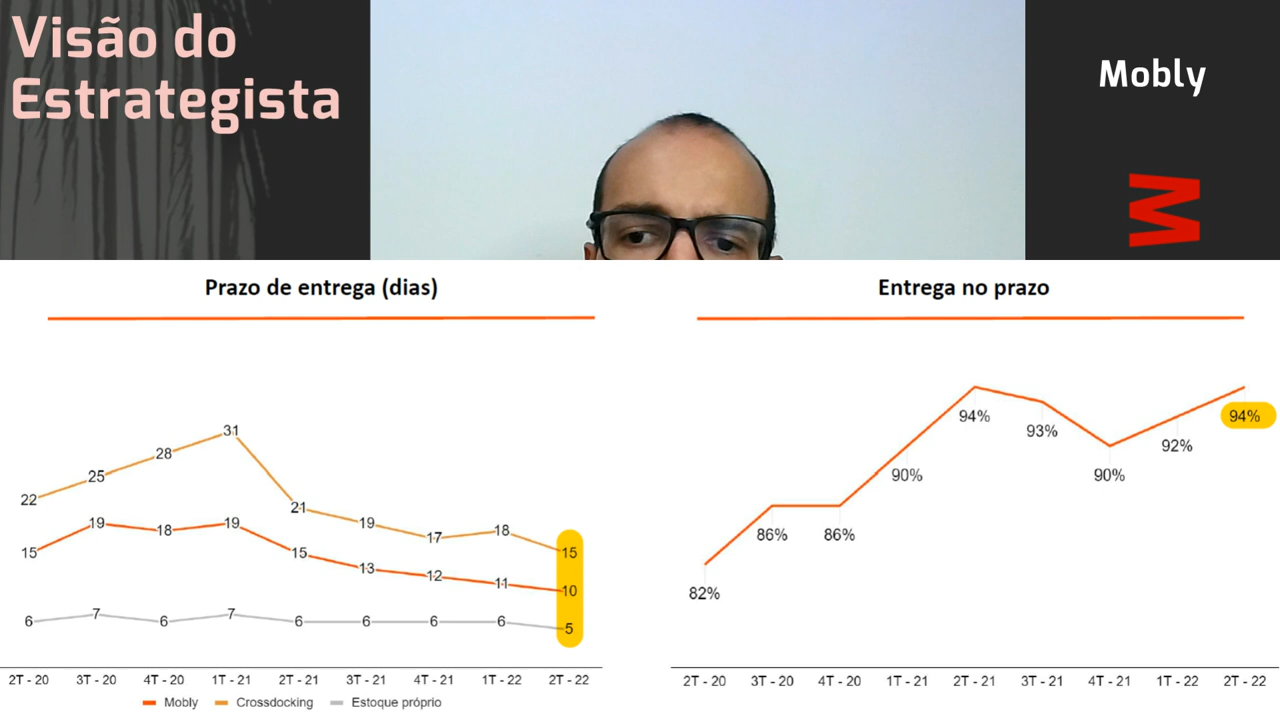 Visão do
Estrategista
Mobly
Prazo de entrega (dias)
31
28
25
22
21
19
18
19
19
18
17
15
15
15
13
12
11
10
6
7
6
7
6
6
6
6
5
2T - 20
3T - 20
4T - 20
1T - 21
2T - 21
3T - 21
4T - 21
1T - 22
2T - 22
Mobly
Crossdocking
Estoque próprio
Entrega no prazo
94%
94%
93%
92%
90%
90%
86%
86%
82%
2T - 20
3T - 20
4T - 20
1T - 21
2T - 21
3T - 21
4T - 21
1T - 22
2T - 22